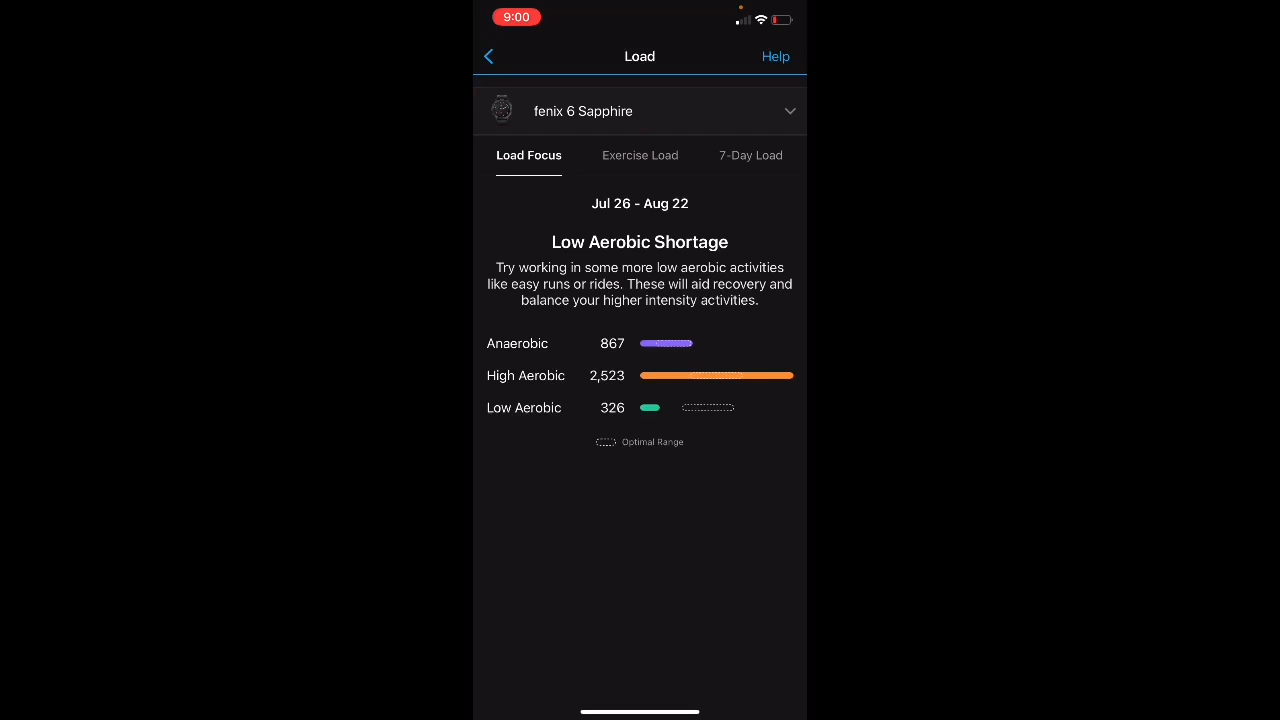 9:00
Load
Help
fenix 6 Sapphire
Load Focus
Exercise Load
7-Day Load
Jul 26 - Aug 22
Low Aerobic Shortage
Try working in some more low aerobic activities
like easy runs or rides. These will aid recovery and
balance your higher intensity activities.
Anaerobic 867
High Aerobic 2,523
Low Aerobic 326
Optimal Range